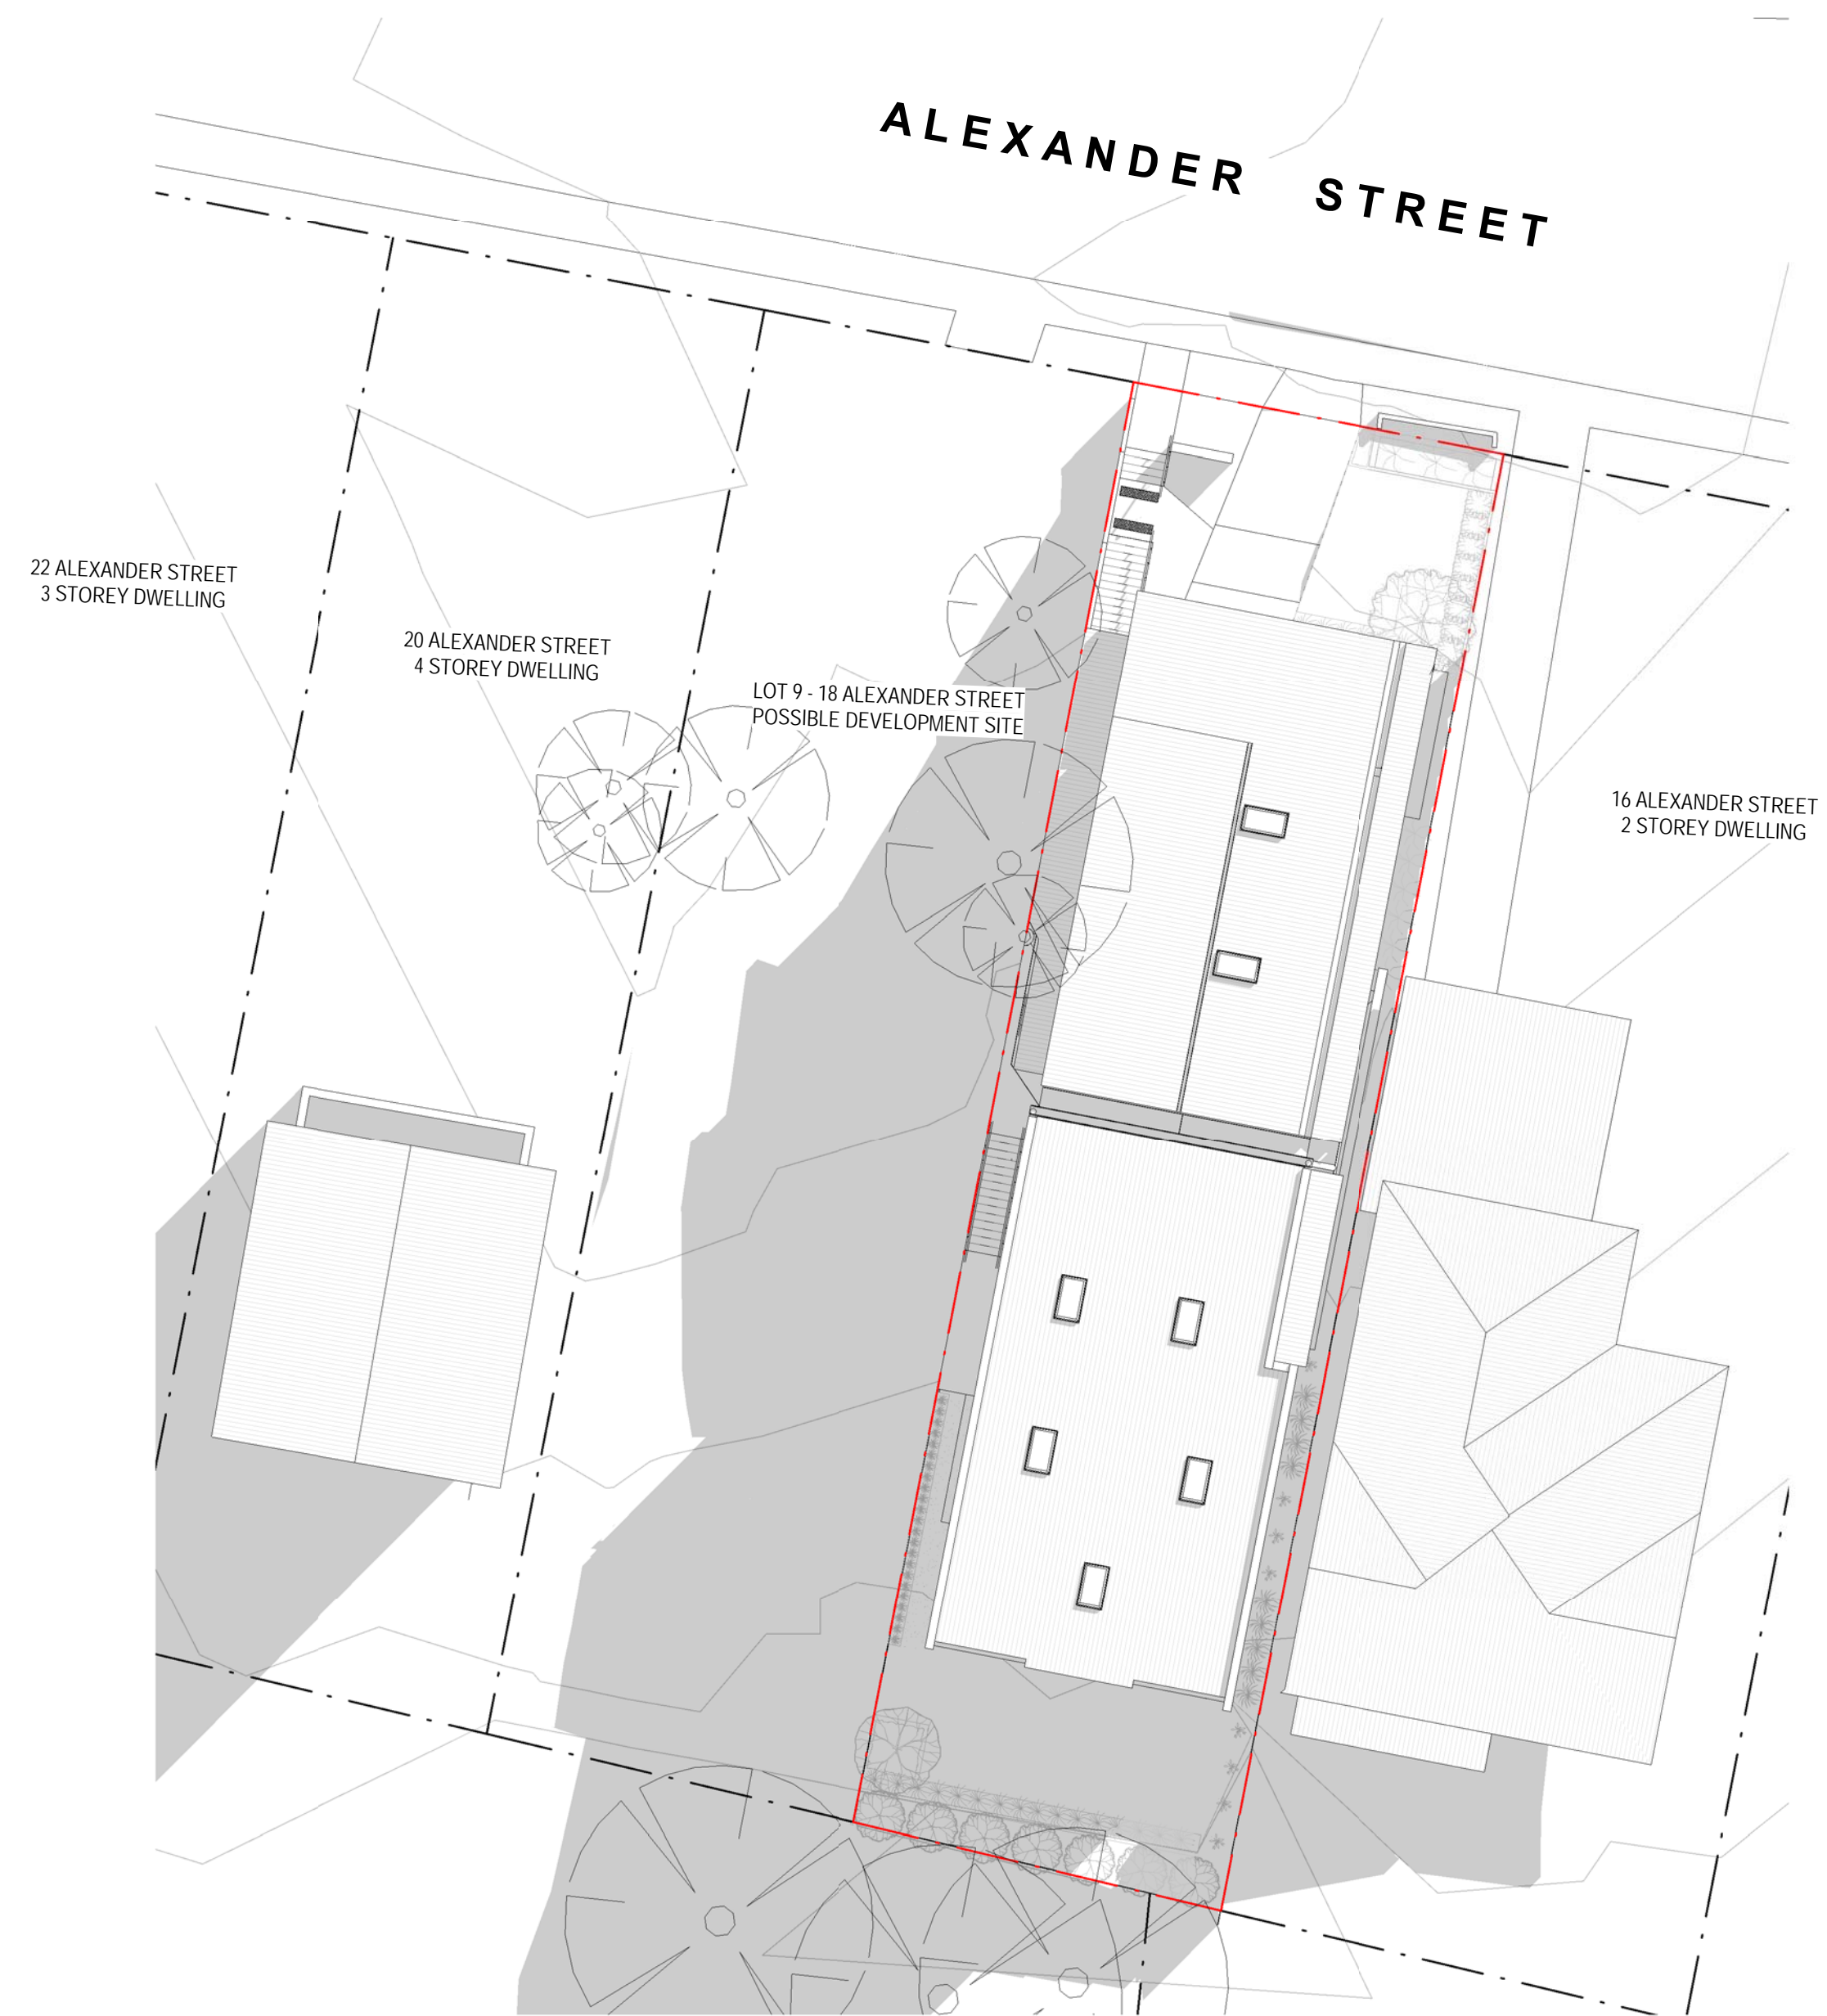 ALEXANDER STREET
22 ALEXANDER STREET
3 STOREY DWELLING
20 ALEXANDER STREET
4 STOREY DWELLING
LOT 9 - 18 ALEXANDER STREET
POSSIBLE DEVELOPMENT SITE
16 ALEXANDER STREET
2 STOREY DWELLING